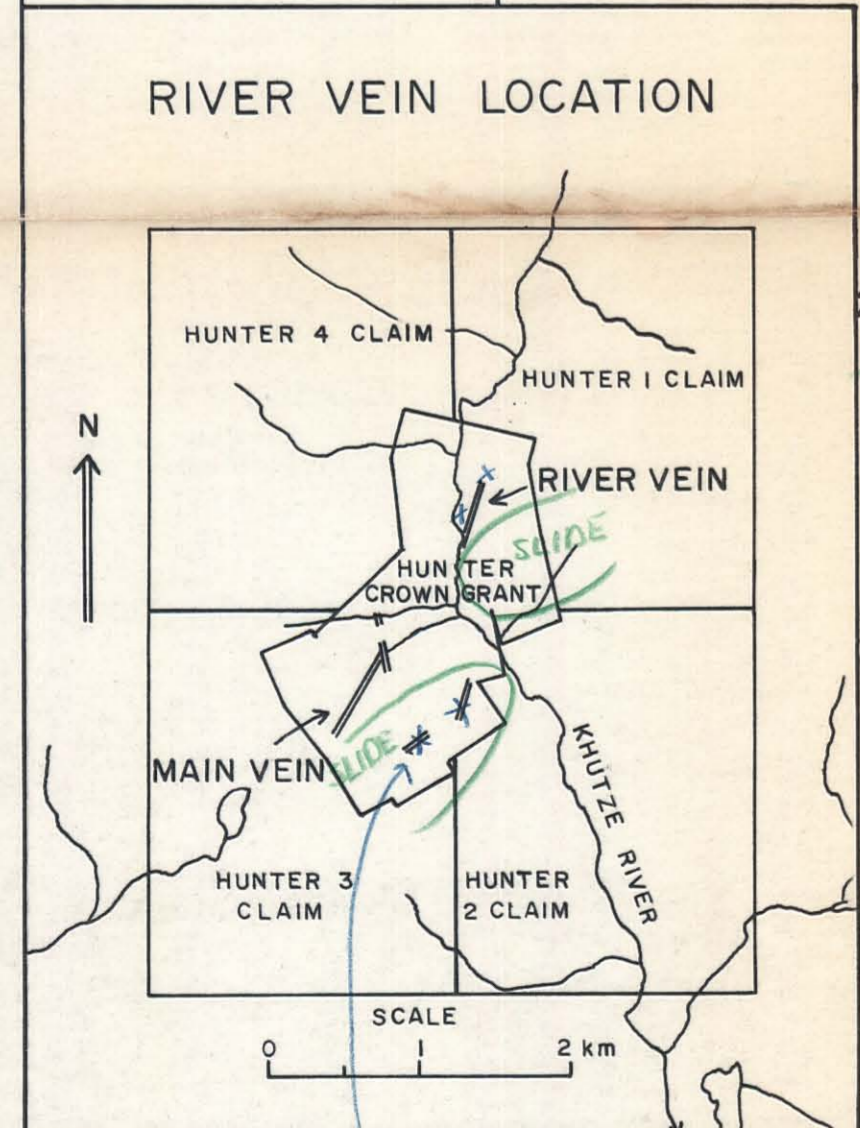 RIVER VEIN LOCATION
HUNTER 4 CLAIM
HUNTER 1 CLAIM
N
RIVER VEIN
SLIDE
HUNTER
CROWN GRANT
MAIN VEIN
SLIDE
KHUTZE RIVER
HUNTER 3
CLAIM
HUNTER
2 CLAIM
SCALE
0 1 2 km